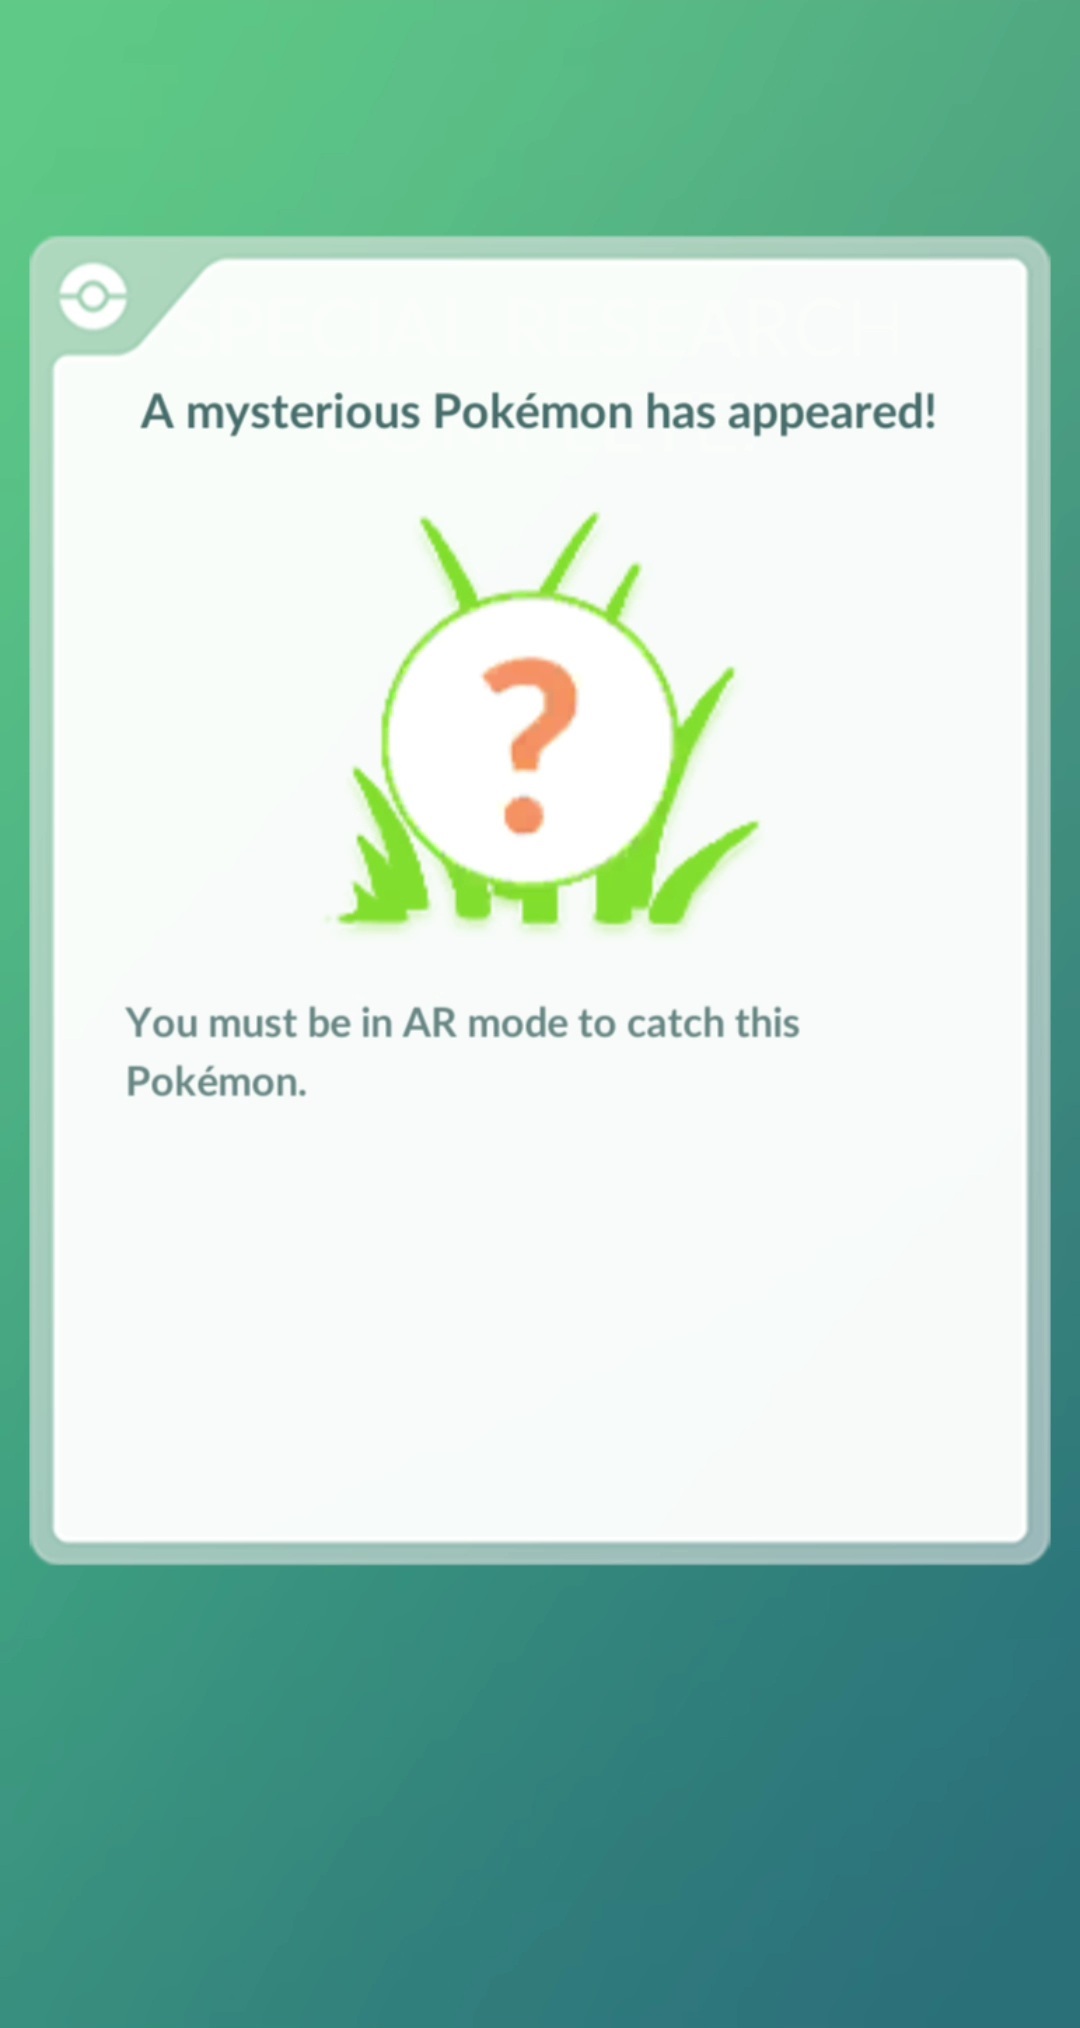 SPECIAL RESEARCH
A mysterious Pokémon has appeared!
?
You must be in AR mode to catch this
Pokémon.